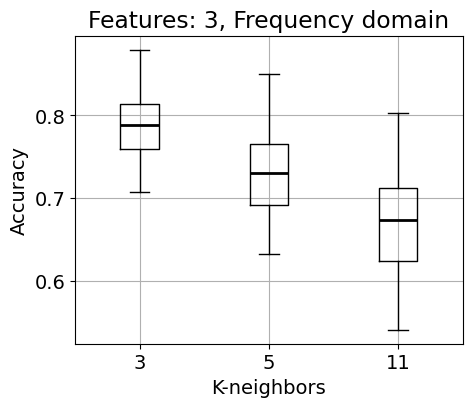 Features: 3, Frequency domain
Accuracy
0.8
0.7
0.6
3 5 11
K-neighbors